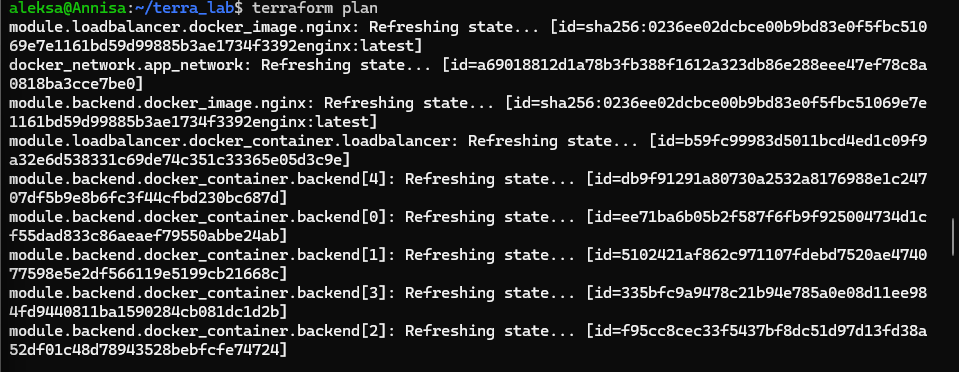 aleksa@Annisa:~/terra_lab$ terraform plan
module.loadbalancer.docker_image.nginx: Refreshing state... [id=sha256:0236ee02dcbce00b9bd83e0f5fbc510
69e7e1161bd59d99885b3ae1734f3392enginx:latest]
docker_network.app_network: Refreshing state... [id=a69018812d1a78b3fb388f1612a323db86e288eee47ef78c8a
0818ba3cce7be0]
module.backend.docker_image.nginx: Refreshing state... [id=sha256:0236ee02dcbce00b9bd83e0f5fbc51069e7e
1161bd59d99885b3ae1734f3392enginx:latest]
module.loadbalancer.docker_container.loadbalancer: Refreshing state... [id=b59fc99983d5011bcd4ed1c09f9
a32e6d538331c69de74c351c33365e05d3c9e]
module.backend.docker_container.backend[4]: Refreshing state... [id=db9f91291a80730a2532a8176988e1c247
07df5b9e8b6fc3f44cfbd230bc687d]
module.backend.docker_container.backend[0]: Refreshing state... [id=ee71ba6b05b2f587f6fb9f925004734d1c
f55dad833c86aeaef79550abbe24ab]
module.backend.docker_container.backend[1]: Refreshing state... [id=5102421af862c971107fdebd7520ae4740
77598e5e2df566119e5199cb21668c]
module.backend.docker_container.backend[3]: Refreshing state... [id=335bfc9a9478c21b94e785a0e08d11ee98
4fd9440811ba1590284cb081dc1d2b]
module.backend.docker_container.backend[2]: Refreshing state... [id=f95cc8cec33f5437bf8dc51d97d13fd38a
52df01c48d78943528bebfcfe74724]